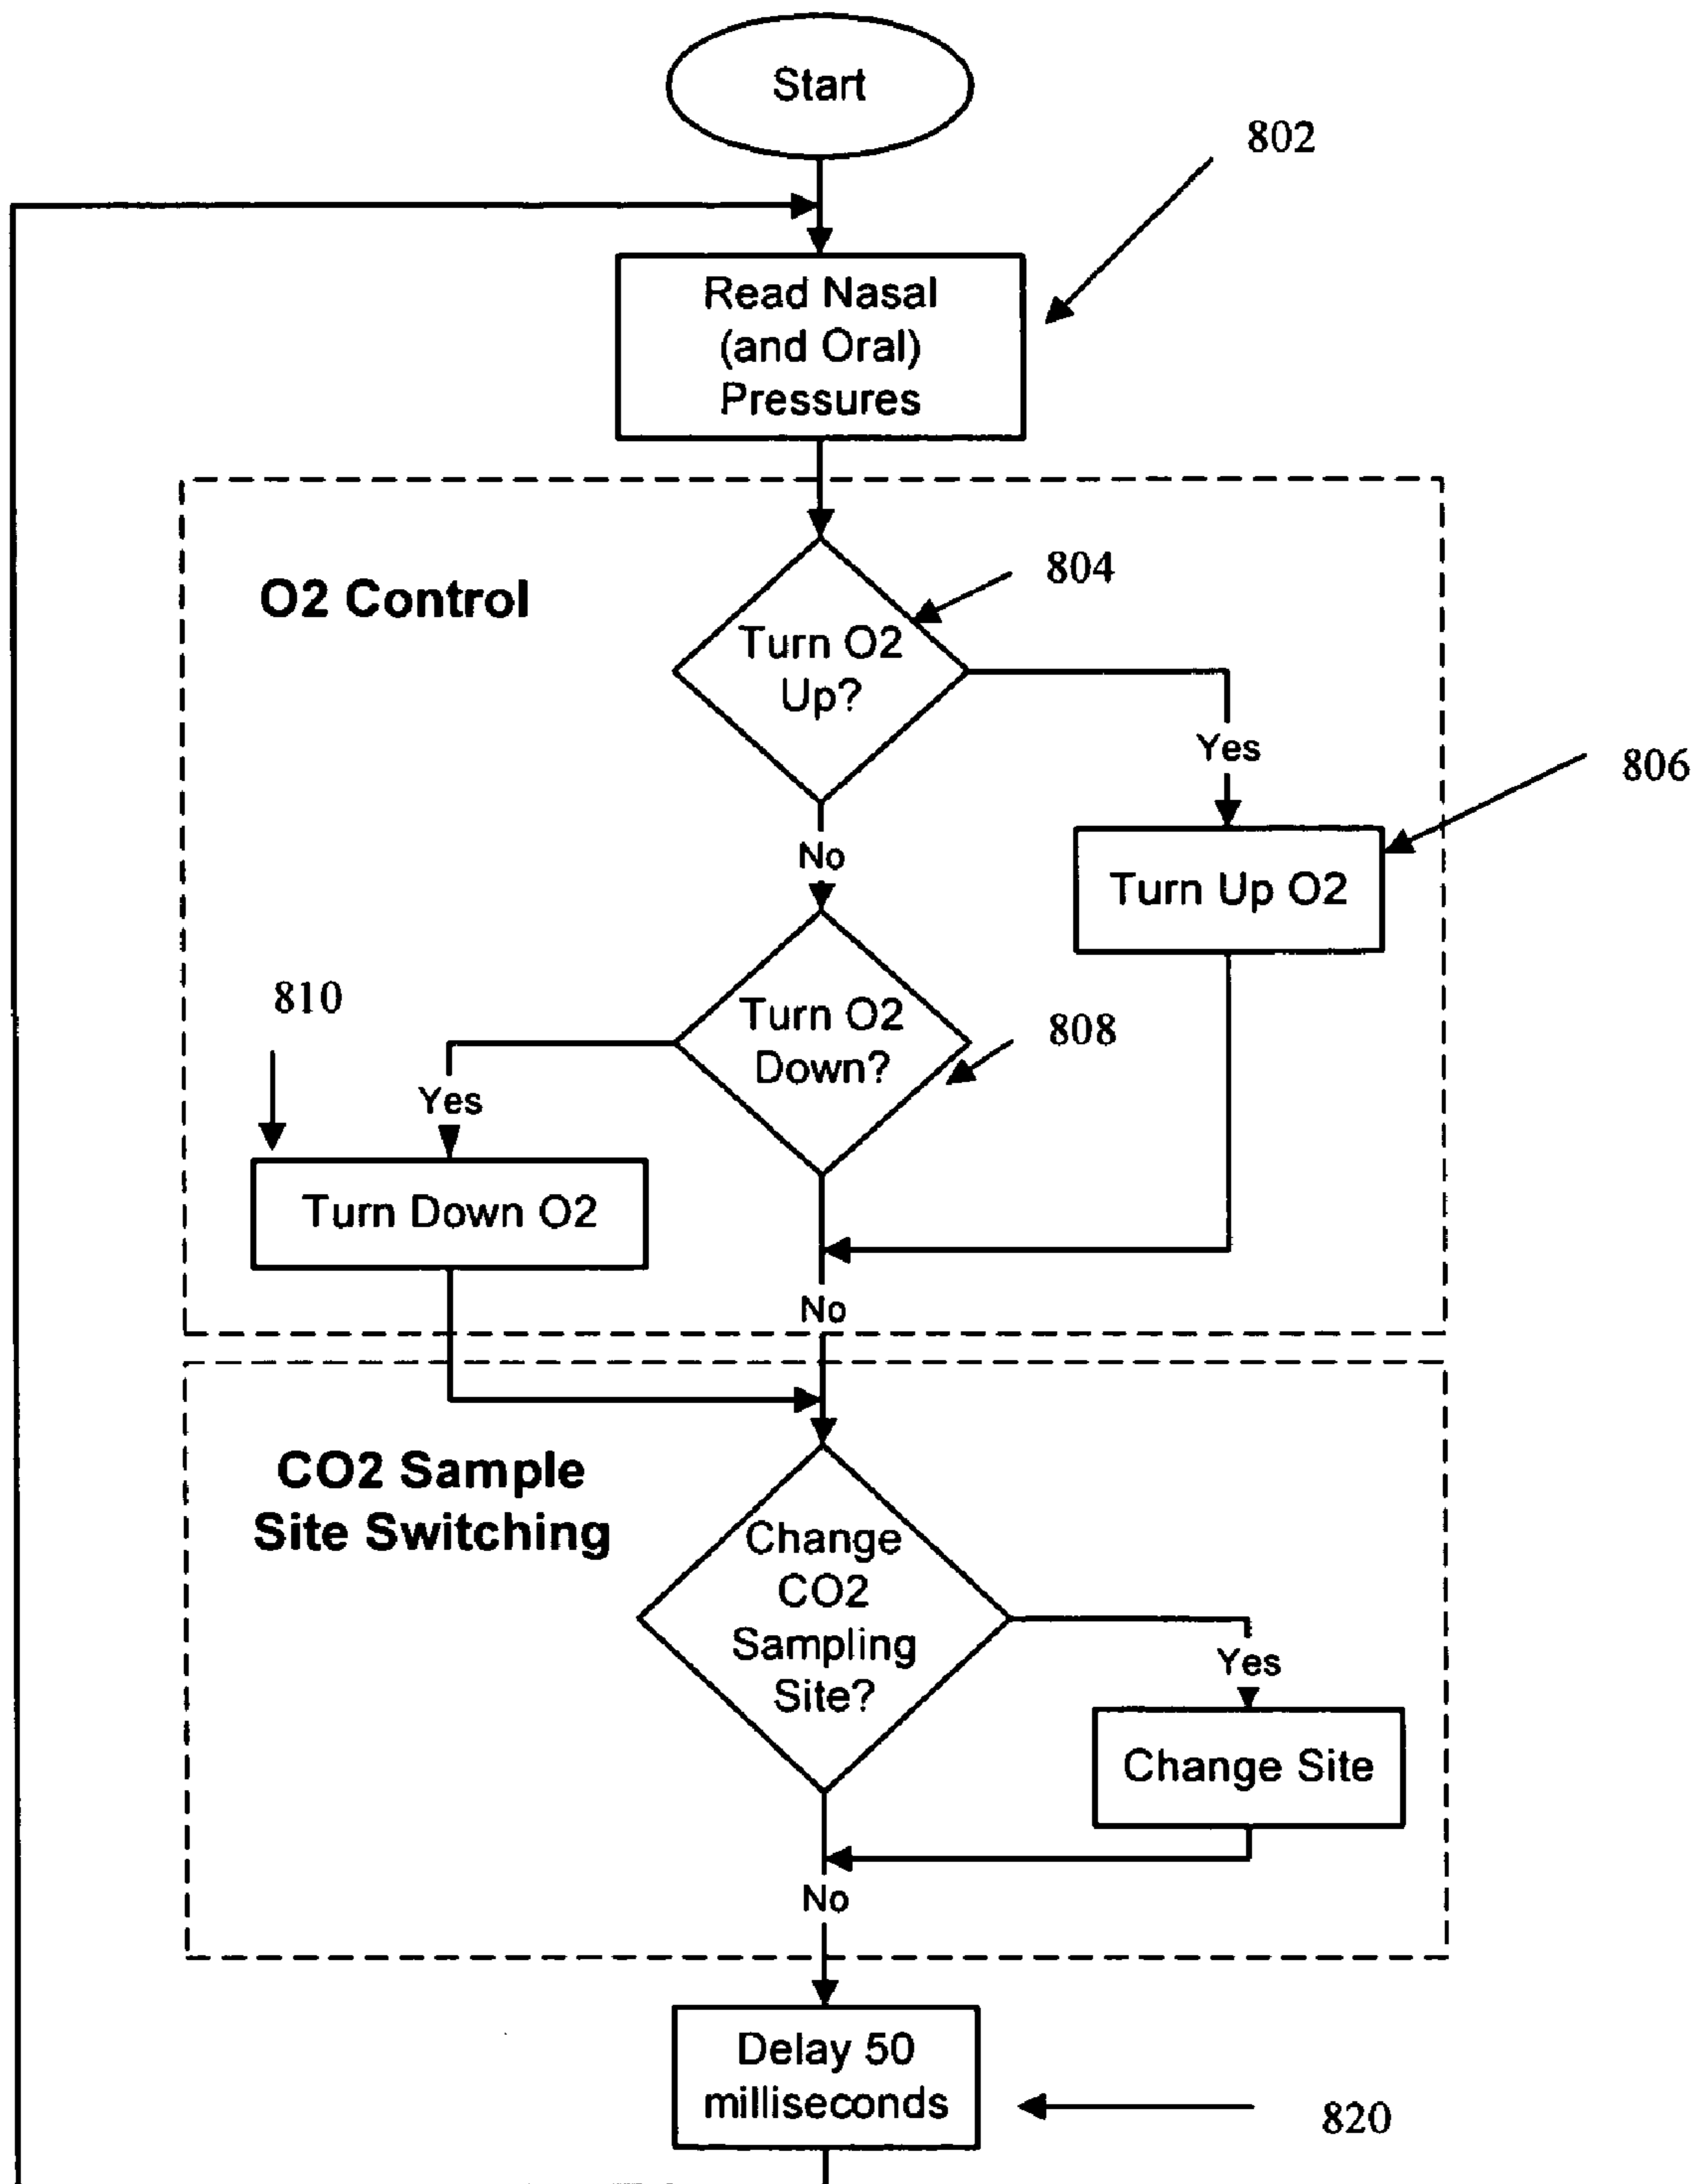 Start
802
Read Nasal
(and Oral)
Pressures
O2 Control
804
Turn O2
Up?
Yes
806
No
Turn Up O2
810
Turn O2
Down?
808
Yes
Turn Down O2
No
CO2 Sample
Site Switching
Change
CO2
Sampling
Site?
Yes
Change Site
No
Delay 50
milliseconds
820